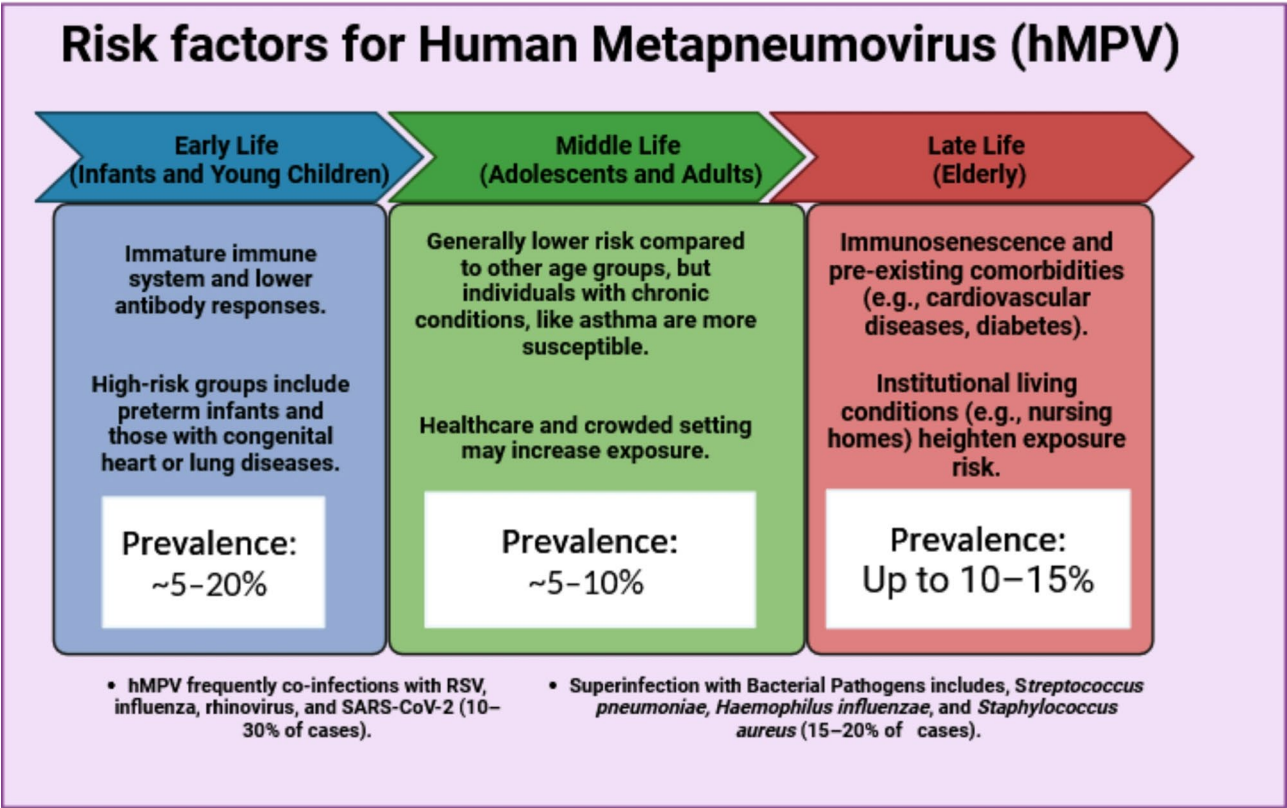 Risk factors for Human Metapneumovirus (hMPV)
Early Life
(Infants and Young Children)
Immature immune
system and lower
antibody responses.
High-risk groups include
preterm infants and
those with congenital
heart or lung diseases.
Prevalence:
~5–20%
Middle Life
(Adolescents and Adults)
Generally lower risk compared
to other age groups, but
individuals with chronic
conditions, like asthma are more
susceptible.
Healthcare and crowded setting
may increase exposure.
Prevalence:
~5–10%
Late Life
(Elderly)
Immunosenescence and
pre-existing comorbidities
(e.g., cardiovascular
diseases, diabetes).
Institutional living
conditions (e.g., nursing
homes) heighten exposure
risk.
Prevalence:
Up to 10–15%
• hMPV frequently co-infections with RSV,
influenza, rhinovirus, and SARS-CoV-2 (10–
30% of cases).
• Superinfection with Bacterial Pathogens includes, Streptococcus
pneumoniae, Haemophilus influenzae, and Staphylococcus
aureus (15–20% of cases).